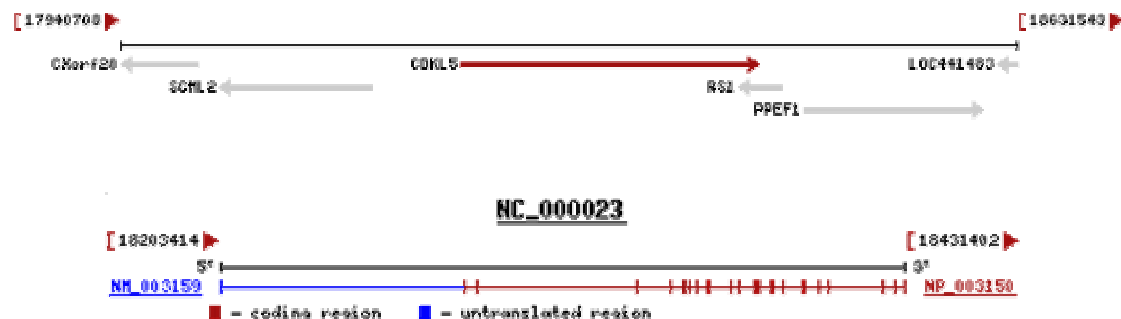 [17940708 [18631543
CXorf20 CDKL5 LOC441483
SCML2 RS1
PPEF1
NC_000023
[18203414 [18431402
5' 3'
NM_003159 NP_003150
- coding region - untranslated region